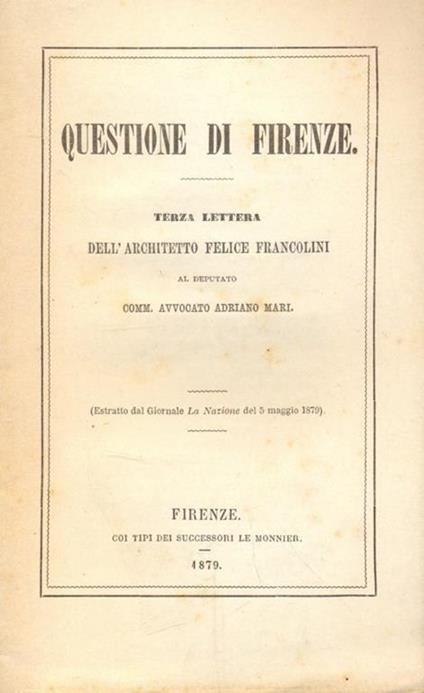 QUESTIONE DI FIRENZE.
TERZA LETTERA
DELL'ARCHITETTO FELICE FRANCOLINI
AL DEPUTATO
COMM. AVVOCATO ADRIANO MARI.
(Estratto dal Giornale La Nazione del 5 maggio 1879).
FIRENZE.
COI TIPI DEI SUCCESSORI LE MONNIER.
1879.